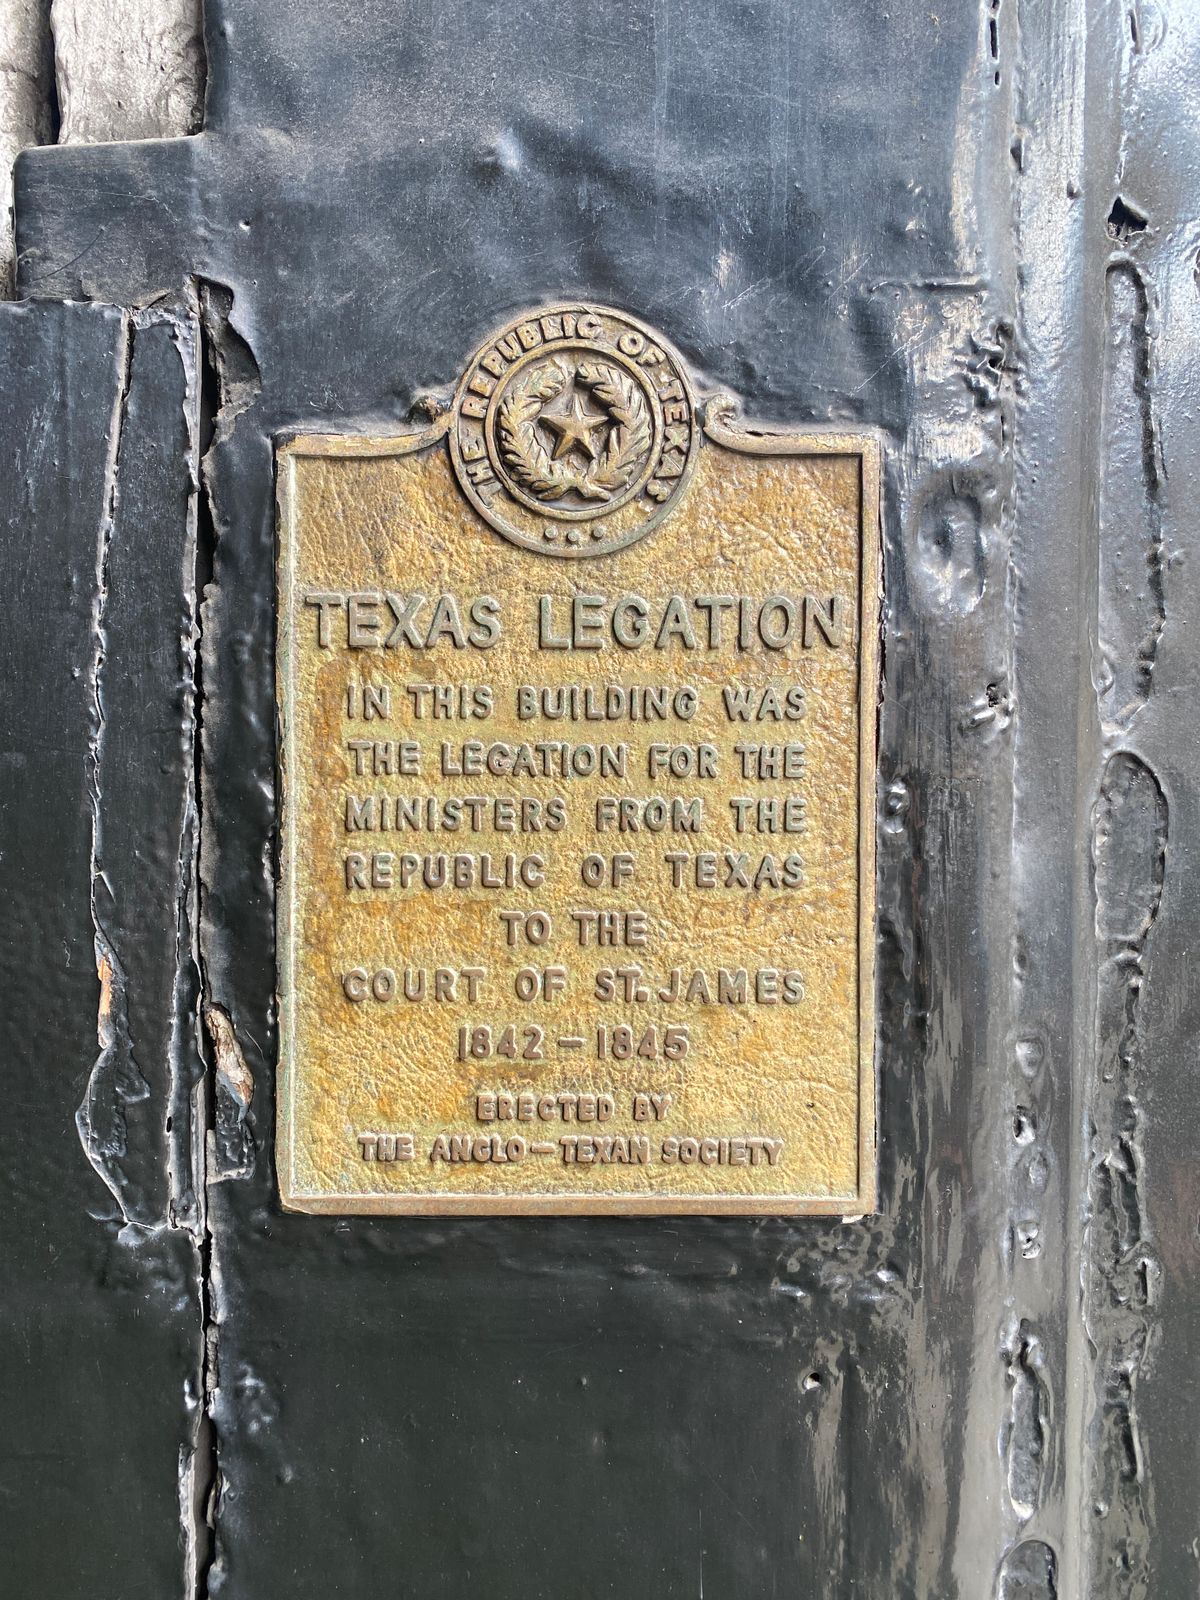 THE REPUBLIC OF TEXAS
TEXAS LEGATION
IN THIS BUILDING WAS
THE LEGATION FOR THE
MINISTERS FROM THE
REPUBLIC OF TEXAS
TO THE
COURT OF ST. JAMES
1842 - 1845
ERECTED BY
THE ANGLO - TEXAN SOCIETY